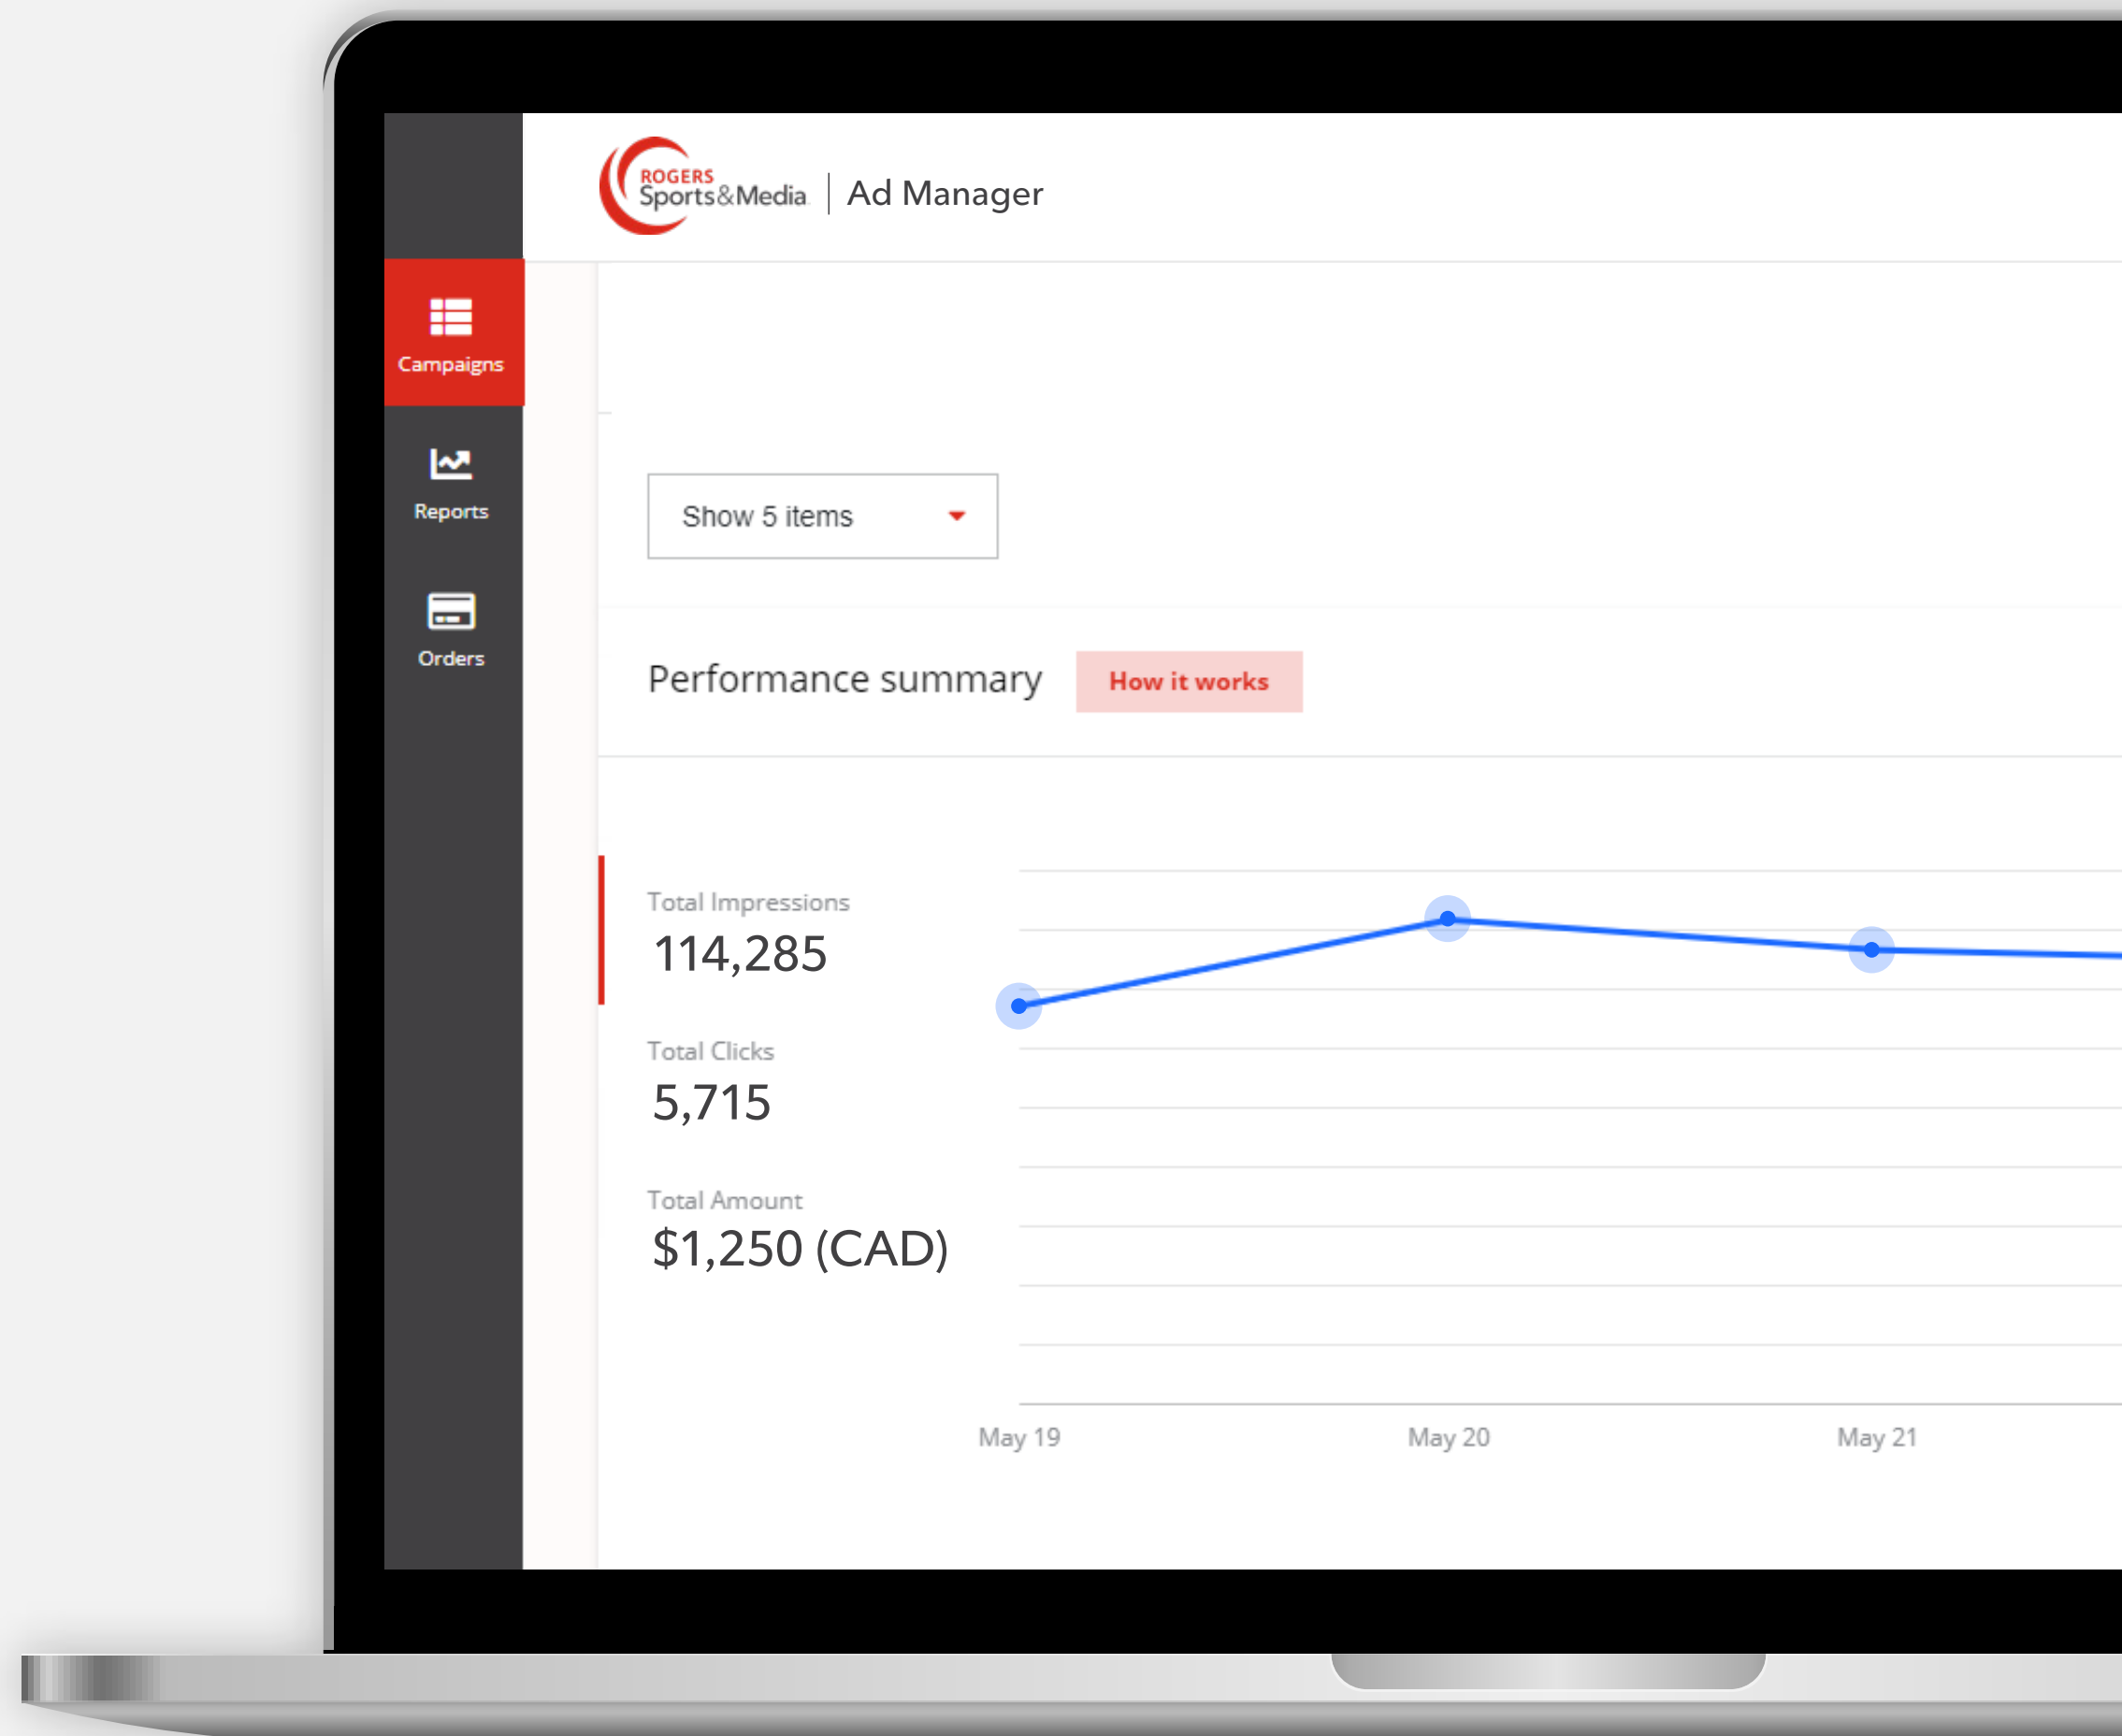 ROGERS
Sports&Media | Ad Manager
Campaigns
Reports
Orders
Show 5 items
Performance summary
How it works
Total Impressions
114,285
Total Clicks
5,715
Total Amount
$1,250 (CAD)
May 19
May 20
May 21